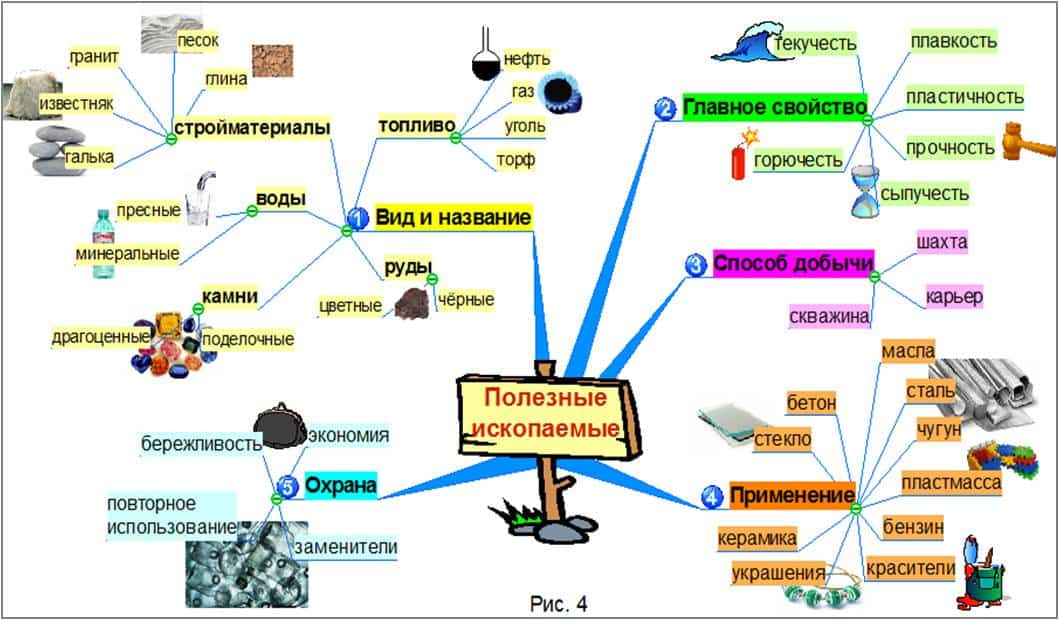 песок
гранит
глина
известняк
стройматериалы
галька
нефть
газ
топливо
уголь
торф
воды
пресные
минеральные
1 Вид и название
руды
цветные
чёрные
камни
драгоценные
поделочные
текучесть
плавкость
2 Главное свойство
пластичность
прочность
горючесть
сыпучесть
3 Способ добычи
шахта
карьер
скважина
Полезные
ископаемые
масла
сталь
бетон
чугун
стекло
пластмасса
4 Применение
бензин
керамика
красители
украшения
бережливость
экономия
5 Охрана
повторное
использование
заменители
Рис. 4